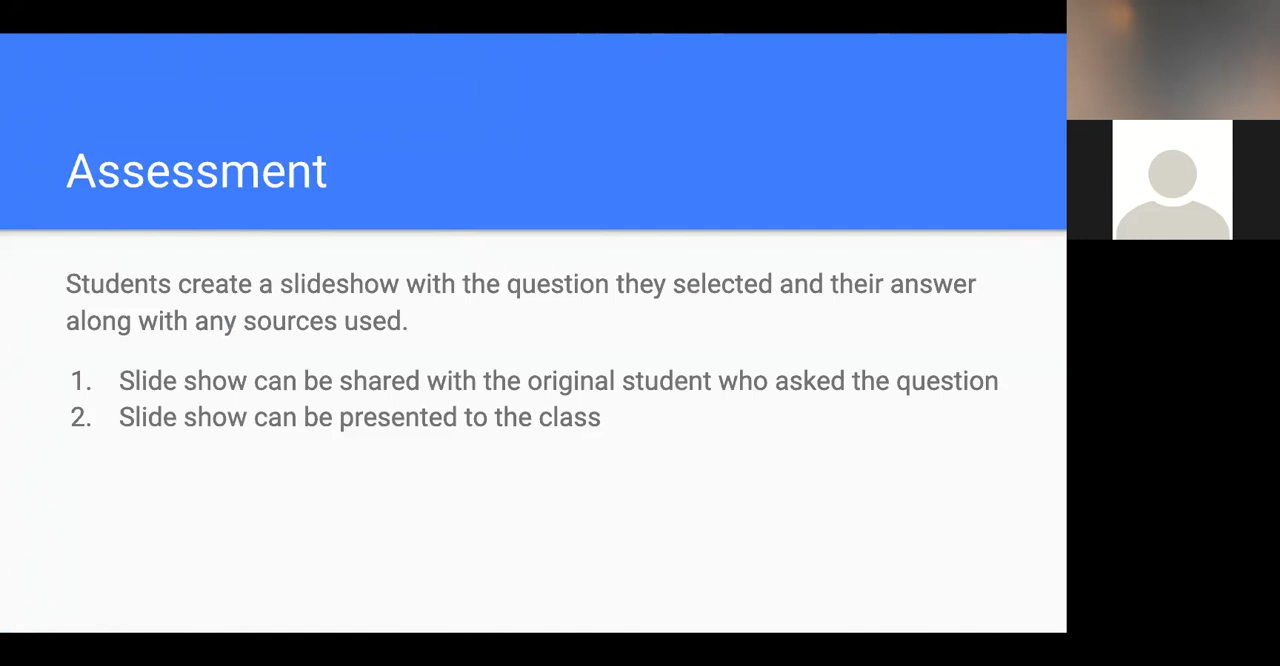 Assessment
Students create a slideshow with the question they selected and their answer
along with any sources used.
1. Slide show can be shared with the original student who asked the question
2. Slide show can be presented to the class